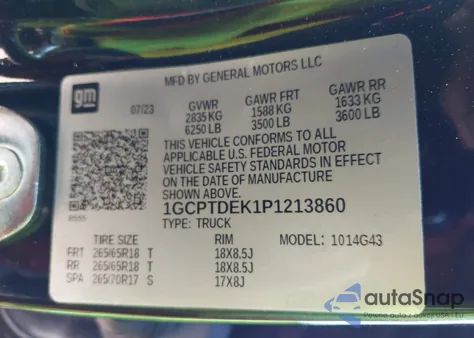 MFD BY GENERAL MOTORS LLC
gm
07/23
GVWR GAWR FRT GAWR RR
2835 KG 1588 KG 1633 KG
6250 LB 3500 LB 3600 LB
THIS VEHICLE CONFORMS TO ALL
APPLICABLE U.S. FEDERAL MOTOR
VEHICLE SAFETY STANDARDS IN EFFECT
ON THE DATE OF MANUFACTURE
SHOWN ABOVE.
1GCPTDEK1P1213860
TYPE: TRUCK
TIRE SIZE RIM MODEL: 1014G43
FRT 265/65R18 T 18X8.5J
RR 265/65R18 T 18X8.5J
SPA 265/70R17 S 17X8J
autoSnap